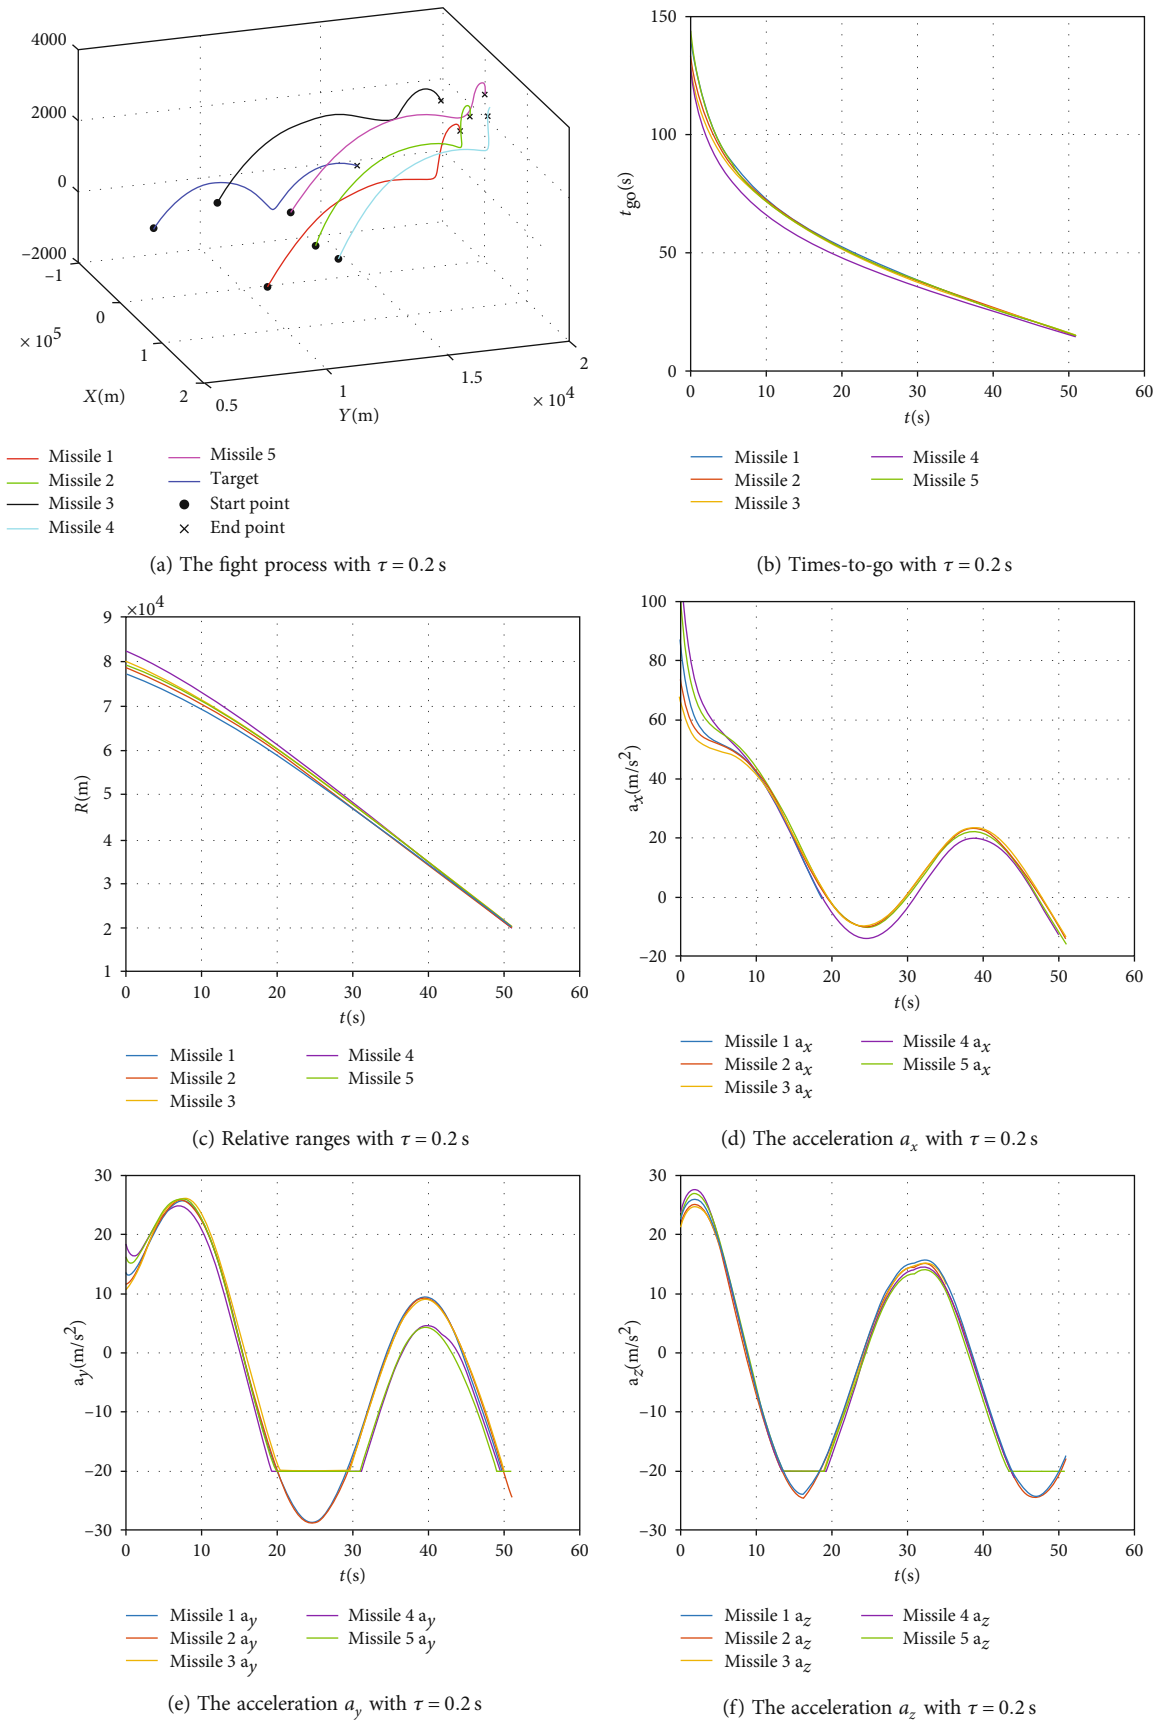 4000
2000
0
−2000
−1
0
1
2
× 10⁵
X(m)
0.5
1
1.5
2
× 10⁴
Y(m)
Missile 1
Missile 2
Missile 3
Missile 4
Missile 5
Target
Start point
End point
(a) The fight process with τ = 0.2 s
150
100
50
0
t_go(s)
0 10 20 30 40 50 60
t(s)
Missile 1
Missile 2
Missile 3
Missile 4
Missile 5
(b) Times-to-go with τ = 0.2 s
×10⁴
9
8
7
6
5
4
3
2
1
R(m)
0 10 20 30 40 50 60
t(s)
Missile 1
Missile 2
Missile 3
Missile 4
Missile 5
(c) Relative ranges with τ = 0.2 s
100
80
60
40
20
0
−20
a_x(m/s²)
0 10 20 30 40 50 60
t(s)
Missile 1 a_x
Missile 2 a_x
Missile 3 a_x
Missile 4 a_x
Missile 5 a_x
(d) The acceleration a_x with τ = 0.2 s
30
20
10
0
−10
−20
−30
a_y(m/s²)
0 10 20 30 40 50 60
t(s)
Missile 1 a_y
Missile 2 a_y
Missile 3 a_y
Missile 4 a_y
Missile 5 a_y
(e) The acceleration a_y with τ = 0.2 s
30
20
10
0
−10
−20
−30
a_z(m/s²)
0 10 20 30 40 50 60
t(s)
Missile 1 a_z
Missile 2 a_z
Missile 3 a_z
Missile 4 a_z
Missile 5 a_z
(f) The acceleration a_z with τ = 0.2 s